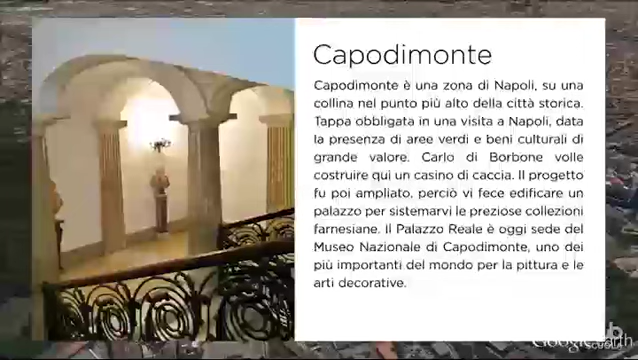 Capodimonte
Capodimonte è una zona di Napoli, su una
collina nel punto più alto della città storica.
Tappa obbligata in una visita a Napoli, data
la presenza di aree verdi e beni culturali di
grande valore. Carlo di Borbone volle
costruire qui un casino di caccia. Il progetto
fu poi ampliato, perciò vi fece edificare un
palazzo per sistemarvi le preziose collezioni
farnesiane. Il Palazzo Reale è oggi sede del
Museo Nazionale di Capodimonte, uno dei
più importanti del mondo per la pittura e le
arti decorative.